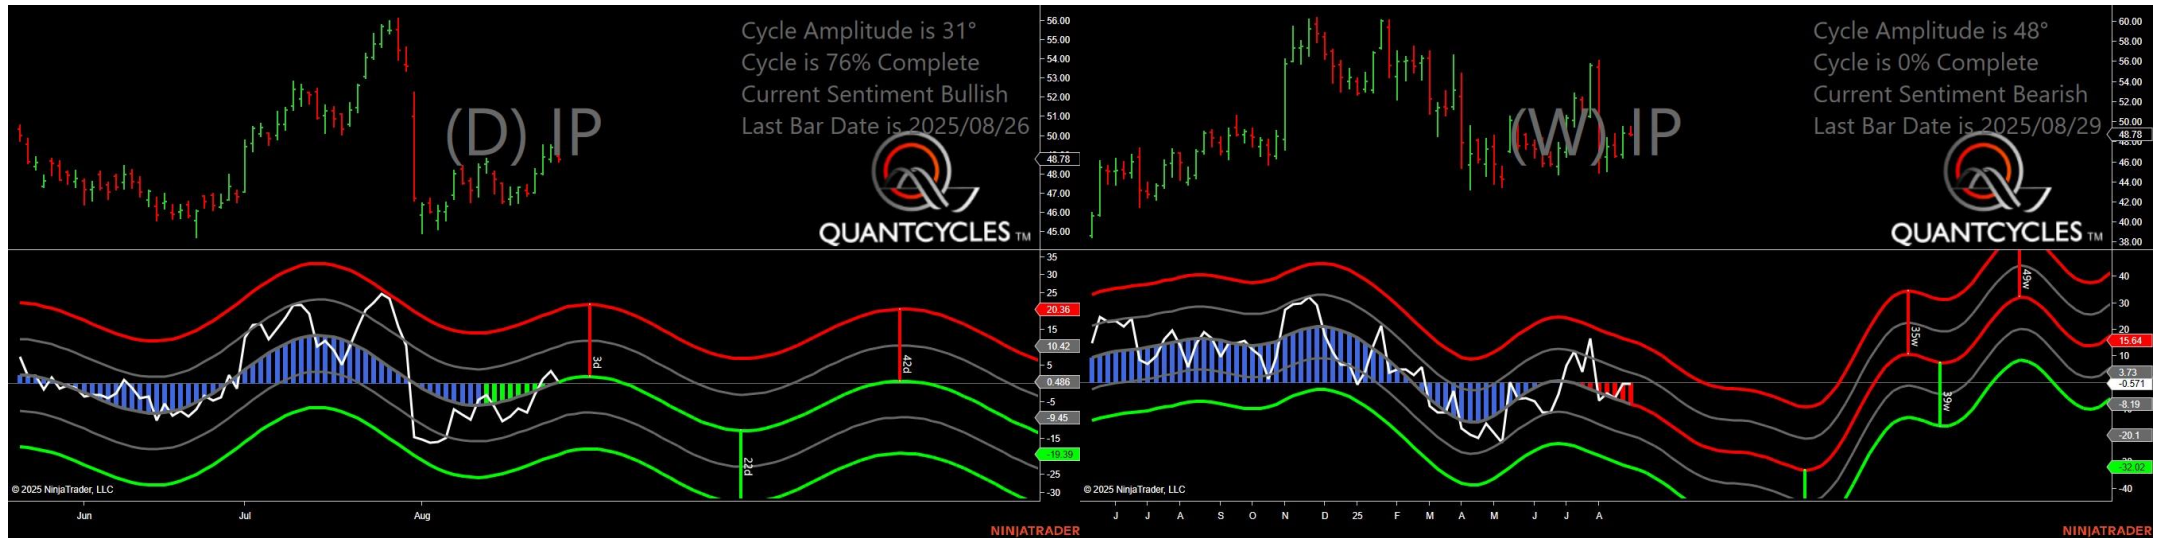 Cycle Amplitude is 31°
Cycle is 76% Complete
Current Sentiment Bullish
Last Bar Date is 2025/08/26
(D) IP
QUANTCYCLES TM
56.00
55.00
54.00
53.00
52.00
51.00
50.00
48.78
48.00
47.00
46.00
45.00
35
30
25
20.36
15
10.42
5
0.486
-5
-9.45
-15
-19.39
-25
-30
3d
22d
42d
© 2025 NinjaTrader, LLC
Jun Jul Aug
NINJATRADER
Cycle Amplitude is 48°
Cycle is 0% Complete
Current Sentiment Bearish
Last Bar Date is 2025/08/29
(W) IP
QUANTCYCLES TM
60.00
58.00
56.00
54.00
52.00
50.00
48.78
48.00
46.00
44.00
42.00
40.00
38.00
40
30
20
15.64
10
3.73
-0.571
-8.19
-20.1
-32.02
-40
35w
39w
49w
© 2025 NinjaTrader, LLC
J J A S O N D 25 F M A M J J A
NINJATRADER